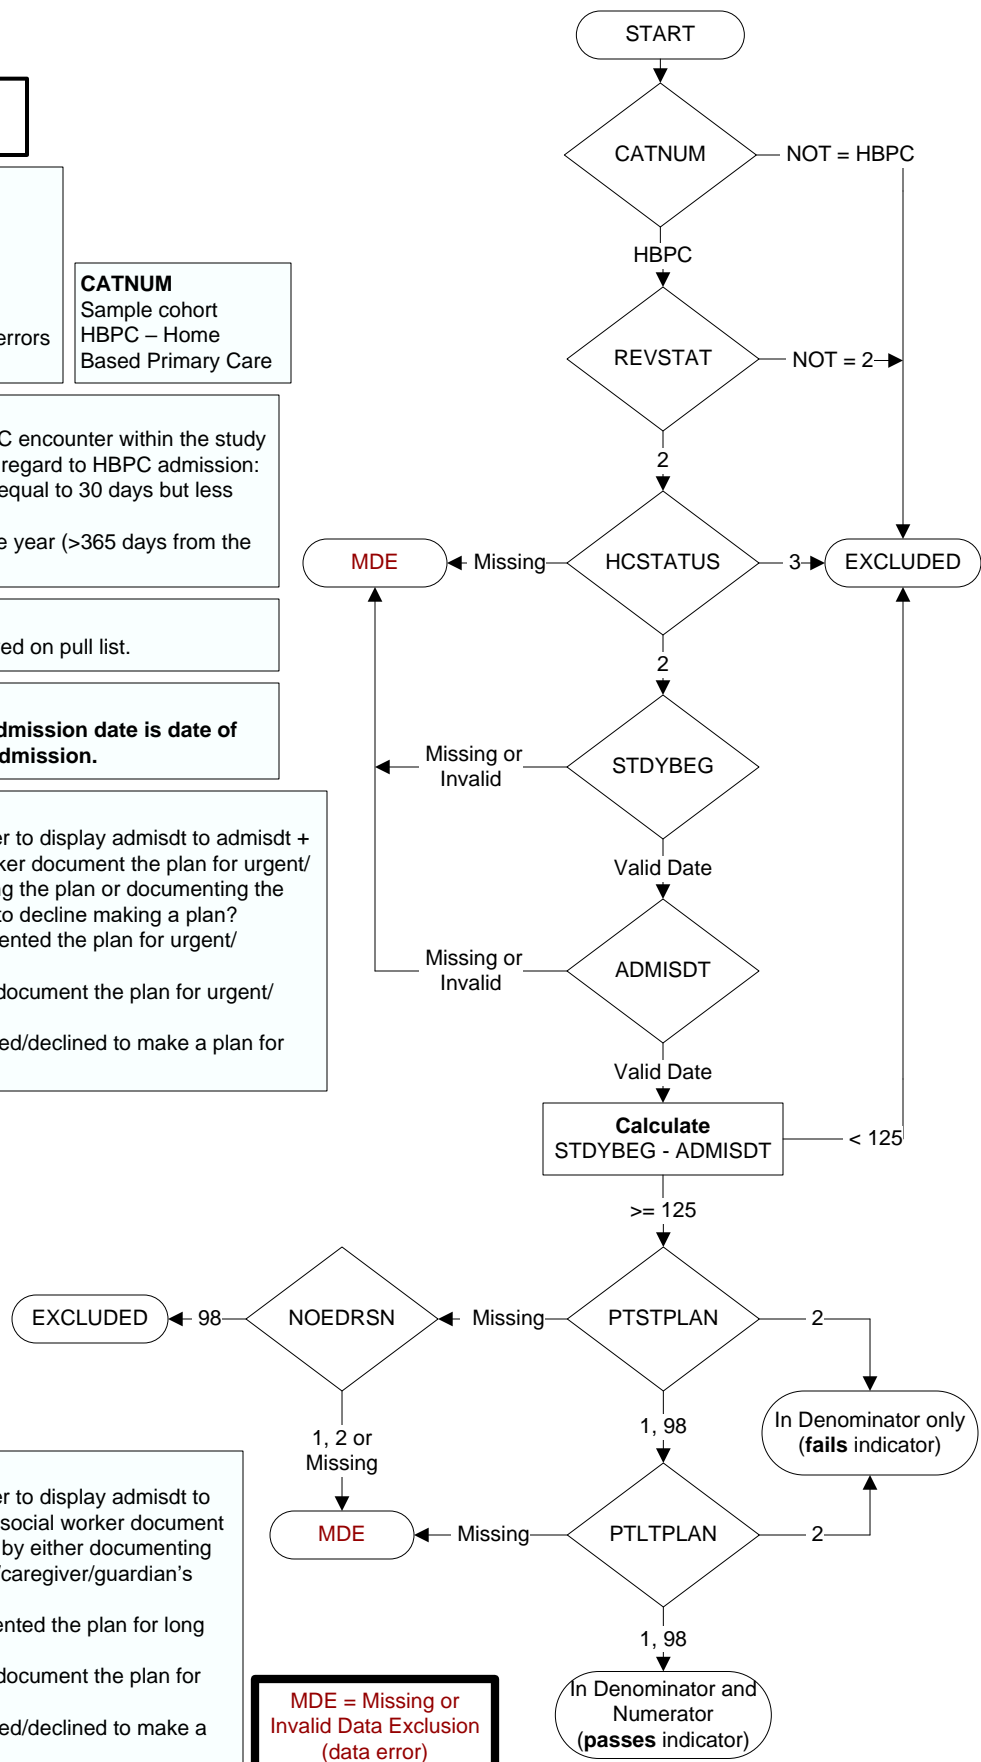 START
CATNUM
NOT = HBPC
HBPC
errors
CATNUM
Sample cohort
HBPC – Home
Based Primary Care
REVSTAT
NOT = 2
2
C encounter within the study
regard to HBPC admission:
equal to 30 days but less
e year (>365 days from the
MDE
Missing
HCSTATUS
3
EXCLUDED
2
ed on pull list.
dmission date is date of
dmission.
Missing or
Invalid
STDYBEG
Valid Date
er to display admisdt to admisdt +
ker document the plan for urgent/
ng the plan or documenting the
to decline making a plan?
ented the plan for urgent/
document the plan for urgent/
ed/declined to make a plan for
Missing or
Invalid
ADMISDT
Valid Date
Calculate
STDYBEG - ADMISDT
< 125
>= 125
EXCLUDED
98
NOEDRSN
Missing
PTSTPLAN
2
1, 2 or
Missing
1, 98
In Denominator only
(fails indicator)
MDE
Missing
PTLTPLAN
2
1, 98
In Denominator and
Numerator
(passes indicator)
er to display admisdt to
social worker document
by either documenting
/caregiver/guardian's
ented the plan for long
document the plan for
ed/declined to make a
MDE = Missing or
Invalid Data Exclusion
(data error)